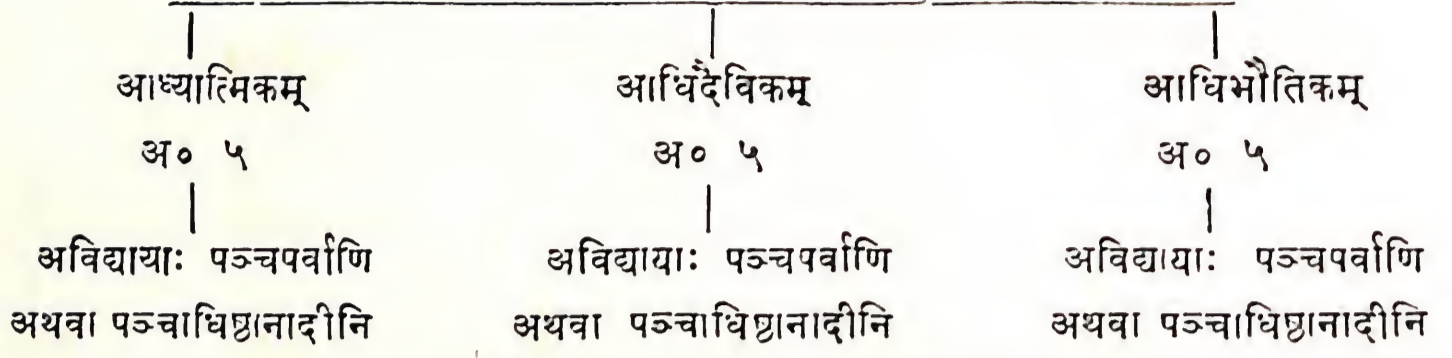 आध्यात्मिकम् आधिदैविकम् आधिभौतिकम्
अ० ५ अ० ५ अ० ५
अविद्यायाः पञ्चपर्वाणि अविद्यायाः पञ्चपर्वाणि अविद्यायाः पञ्चपर्वाणि
अथवा पञ्चाधिष्ठानादीनि अथवा पञ्चाधिष्ठानादीनि अथवा पञ्चाधिष्ठानादीनि